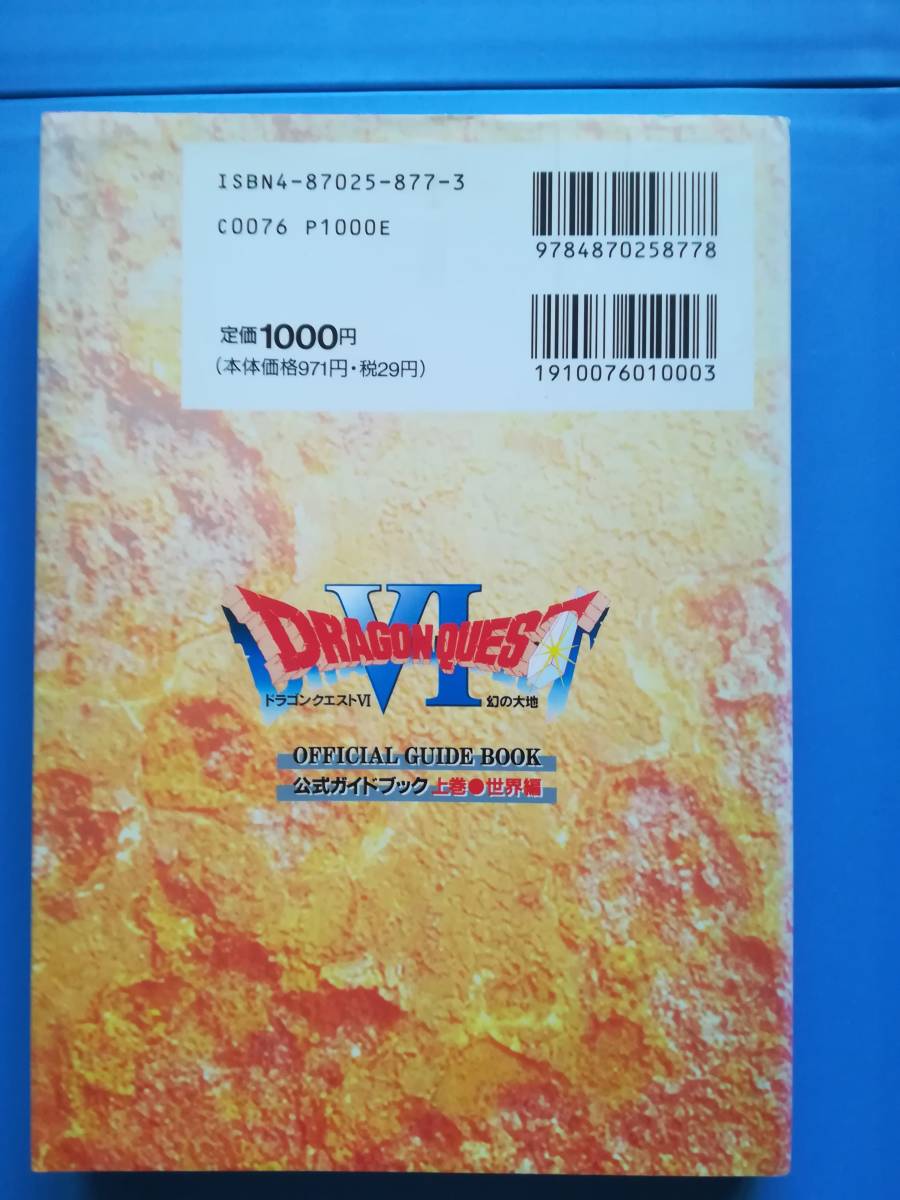 ISBN4-87025-877-3
C0076 P1000E
9784870258778
定価1000円
(本体価格971円・税29円)
1910076010003
VI
DRAGON QUEST
ドラゴンクエストVI 幻の大地
OFFICIAL GUIDE BOOK
公式ガイドブック 上巻●世界編